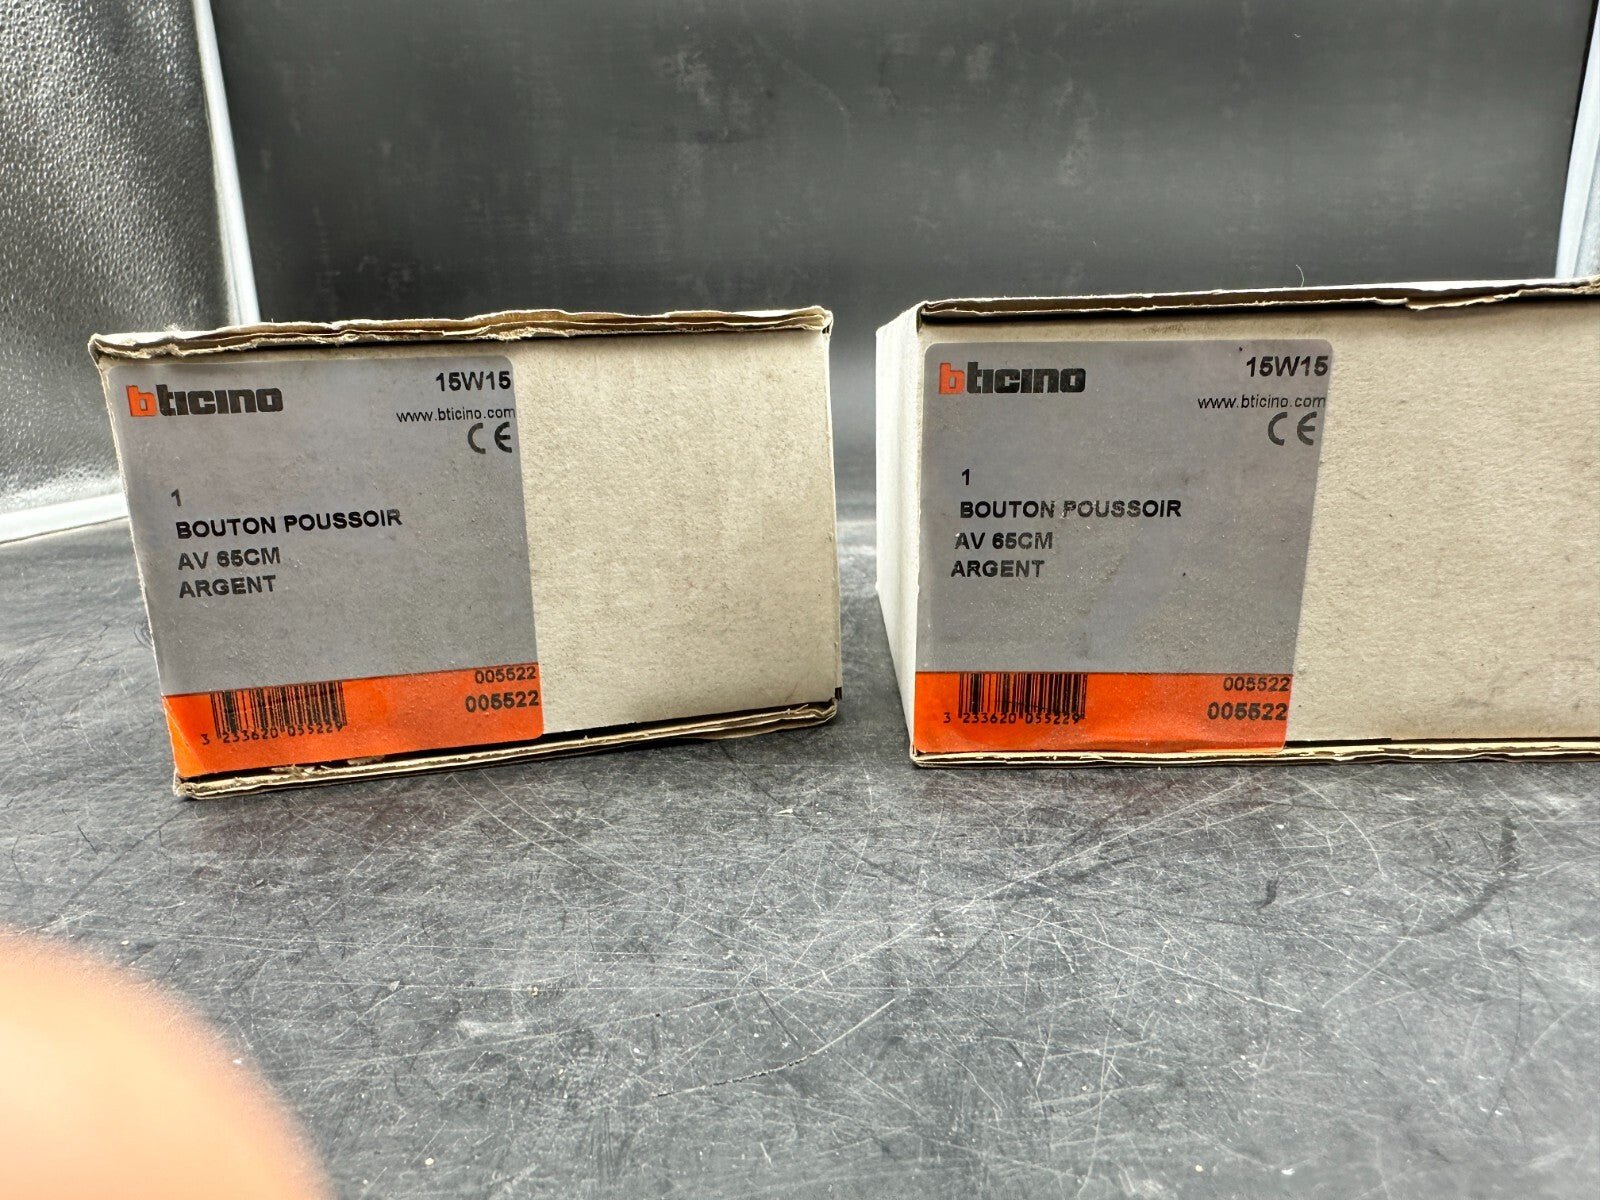 bticino
15W15
www.bticino.com
CE
1
BOUTON POUSSOIR
AV 65CM
ARGENT
005522
005522
3 233620 055229
bticino
15W15
www.bticino.com
CE
1
BOUTON POUSSOIR
AV 65CM
ARGENT
005522
005522
3 233620 055229